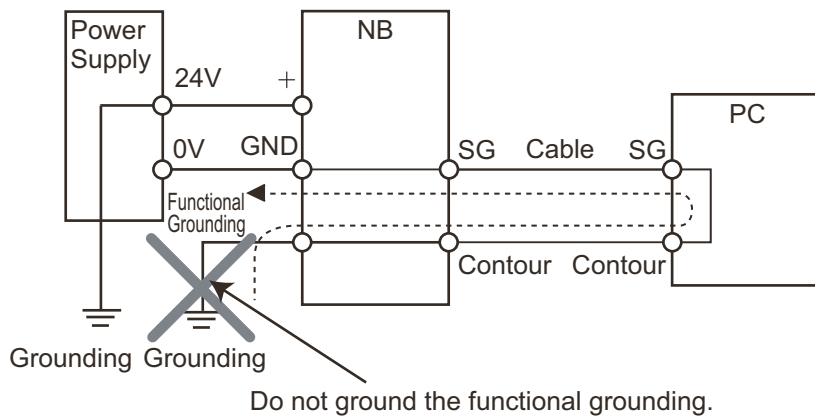 Power
Supply
NB
24V
+
PC
0V
GND
SG
Cable
SG
Functional
Grounding
Contour
Contour
Grounding
Grounding
Do not ground the functional grounding.